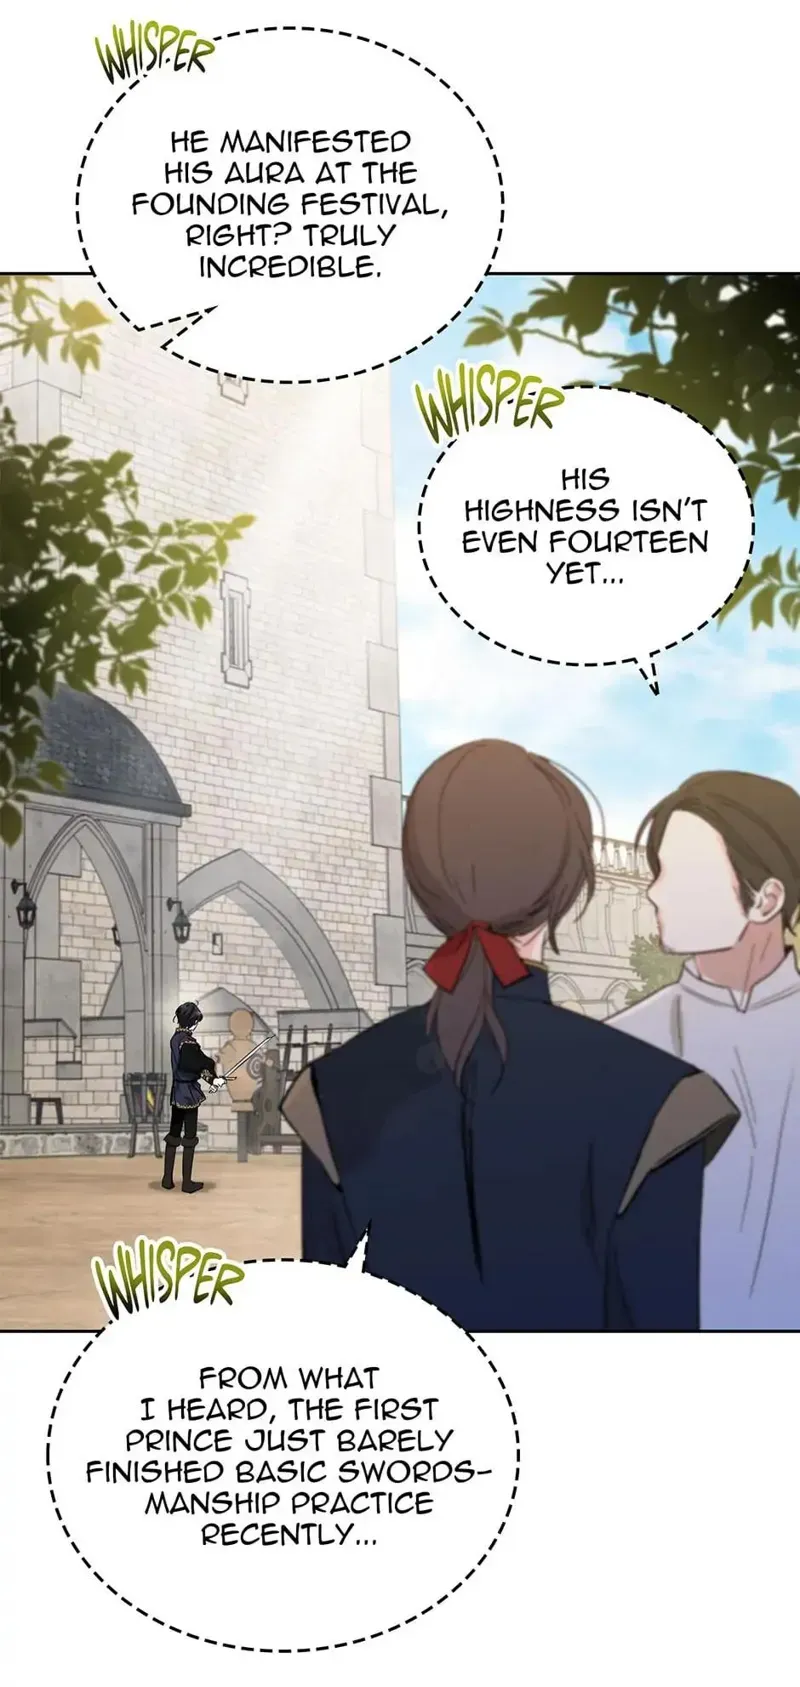 WHISPER
HE MANIFESTED
HIS AURA AT THE
FOUNDING FESTIVAL,
RIGHT? TRULY
INCREDIBLE.
WHISPER
HIS
HIGHNESS ISN'T
EVEN FOURTEEN
YET...
WHISPER
FROM WHAT
I HEARD, THE FIRST
PRINCE JUST BARELY
FINISHED BASIC SWORDS-
MANSHIP PRACTICE
RECENTLY...